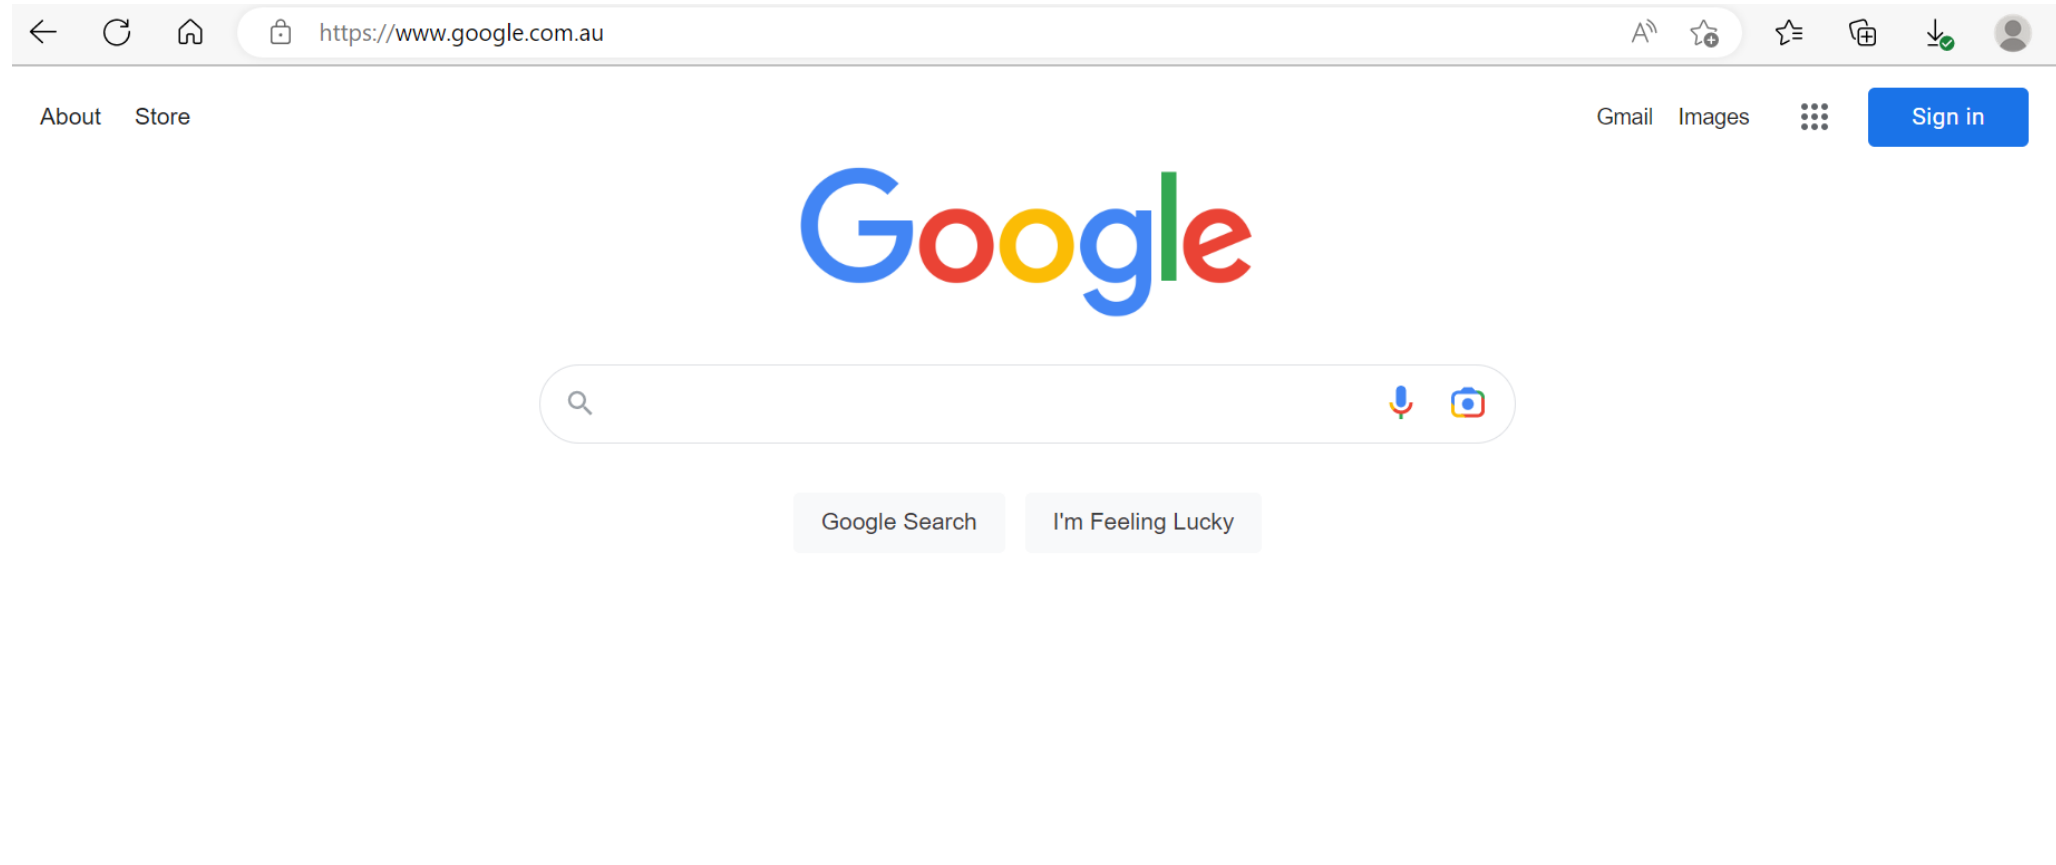 https://www.google.com.au
About Store Gmail Images Sign in
Google
Google Search I'm Feeling Lucky